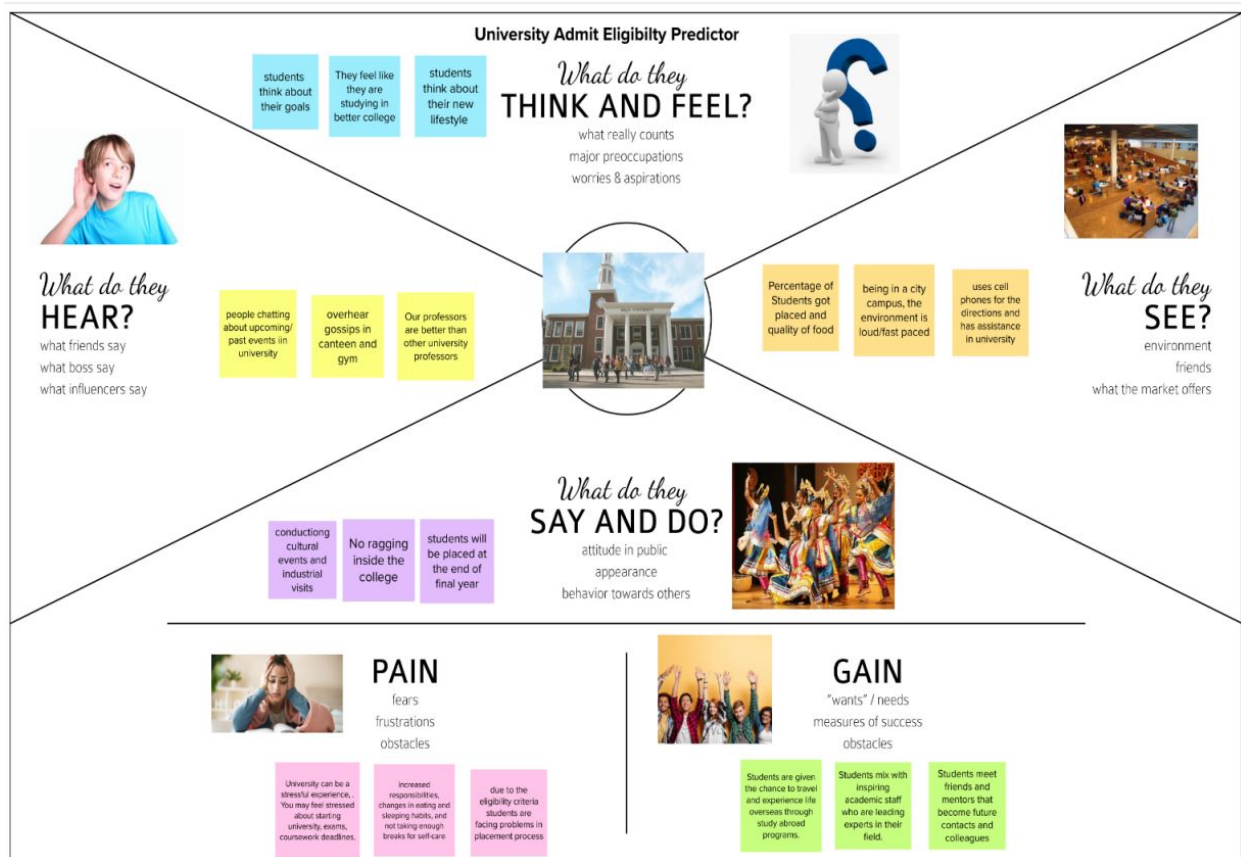 University Admit Eligibilty Predictor
students
think about
their goals
They feel like
they are
studying in
better college
students
think about
their new
lifestyle
What do they
THINK AND FEEL?
what really counts
major preoccupations
worries & aspirations
What do they
HEAR?
what friends say
what boss say
what influencers say
people chatting
about upcoming/
past events iin
university
overhear
gossips in
canteen and
gym
Our professors
are better than
other university
professors
Percentage of
Students got
placed and
quality of food
being in a city
campus, the
environment is
loud/fast paced
uses cell
phones for the
directions and
has assistance
in university
What do they
SEE?
environment
friends
what the market offers
What do they
SAY AND DO?
attitude in public
appearance
behavior towards others
conductiong
cultural
events and
industrial
visits
No ragging
inside the
college
students will
be placed at
the end of
final year
PAIN
fears
frustrations
obstacles
University can be a
stressful experience, .
You may feel stressed
about starting
university, exams,
coursework deadlines.
increased
responsibilities,
changes in eating and
sleeping habits, and
not taking enough
breaks for self-care
due to the
eligibility criteria
students are
facing problems in
placement process
GAIN
"wants" / needs
measures of success
obstacles
Students are given
the chance to travel
and experience life
overseas through
study abroad
programs.
Students mix with
inspiring
academic staff
who are leading
experts in their
field.
Students meet
friends and
mentors that
become future
contacts and
colleagues